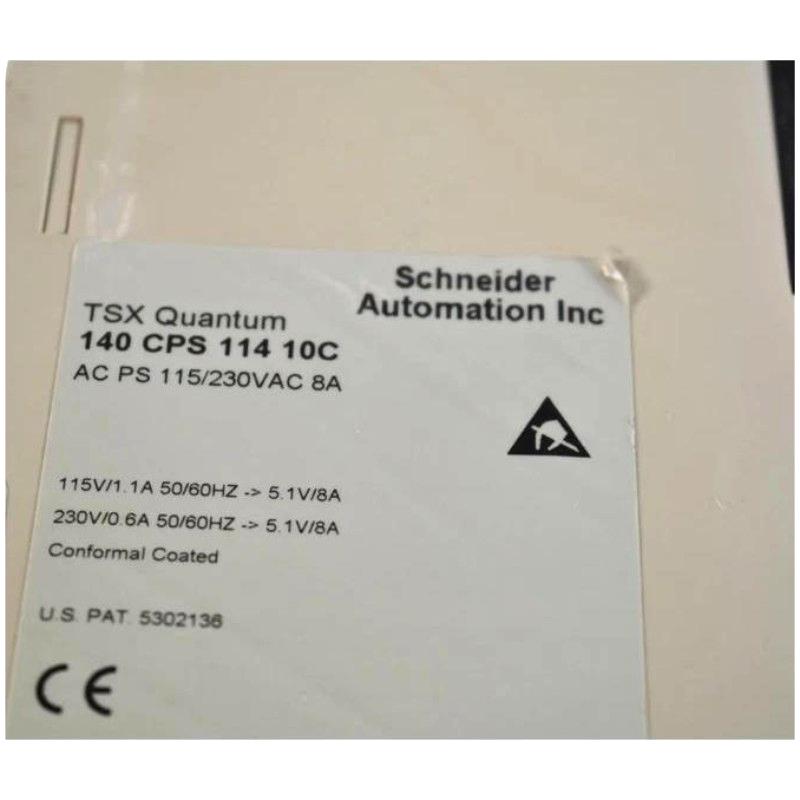 Schneider
Automation Inc
TSX Quantum
140 CPS 114 10C
AC PS 115/230VAC 8A
115V/1.1A 50/60HZ -> 5.1V/8A
230V/0.6A 50/60HZ -> 5.1V/8A
Conformal Coated
U.S. PAT. 5302136
CE